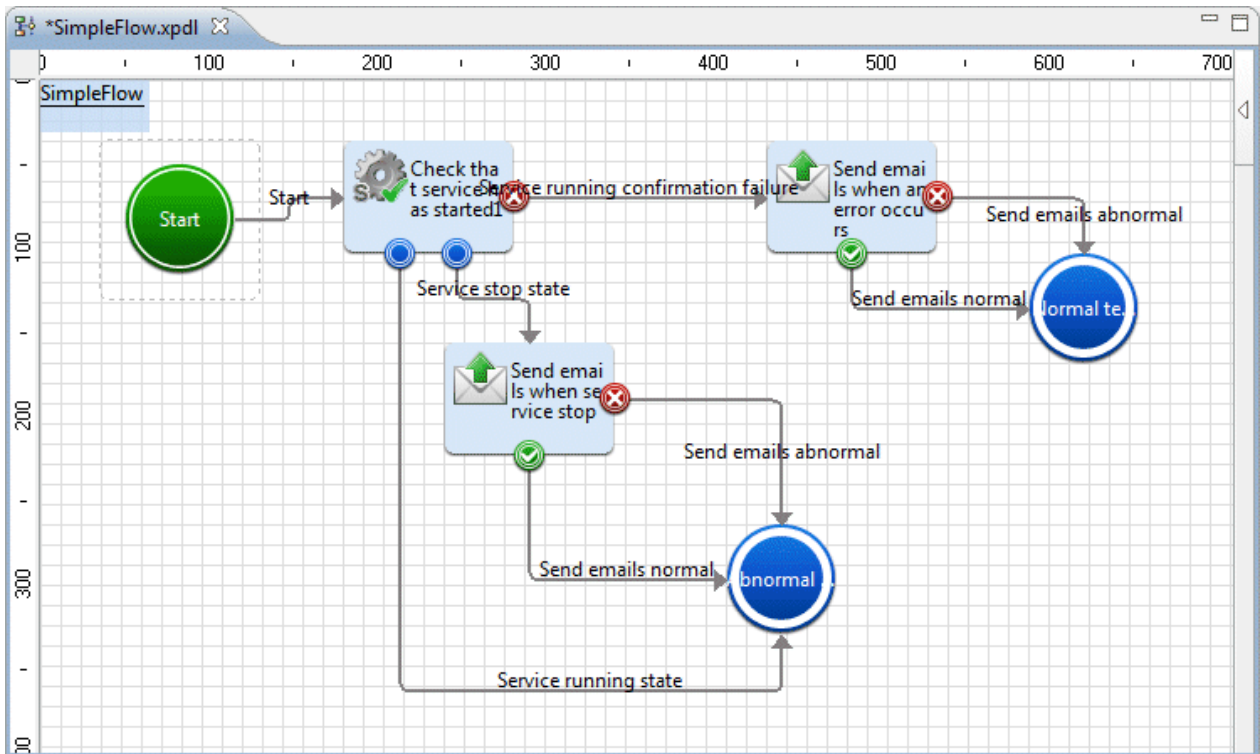 *SimpleFlow.xpdl
0 100 200 300 400 500 600 700
SimpleFlow
Start
Start
Check tha
t service h
as started1
Service running confirmation failure
Send emai
ls when an
error occu
rs
Send emails abnormal
100
Service stop state
Send emails normal
Normal te...
Send emai
ls when se
rvice stop
200
Send emails abnormal
Send emails normal
Abnormal ...
300
Service running state